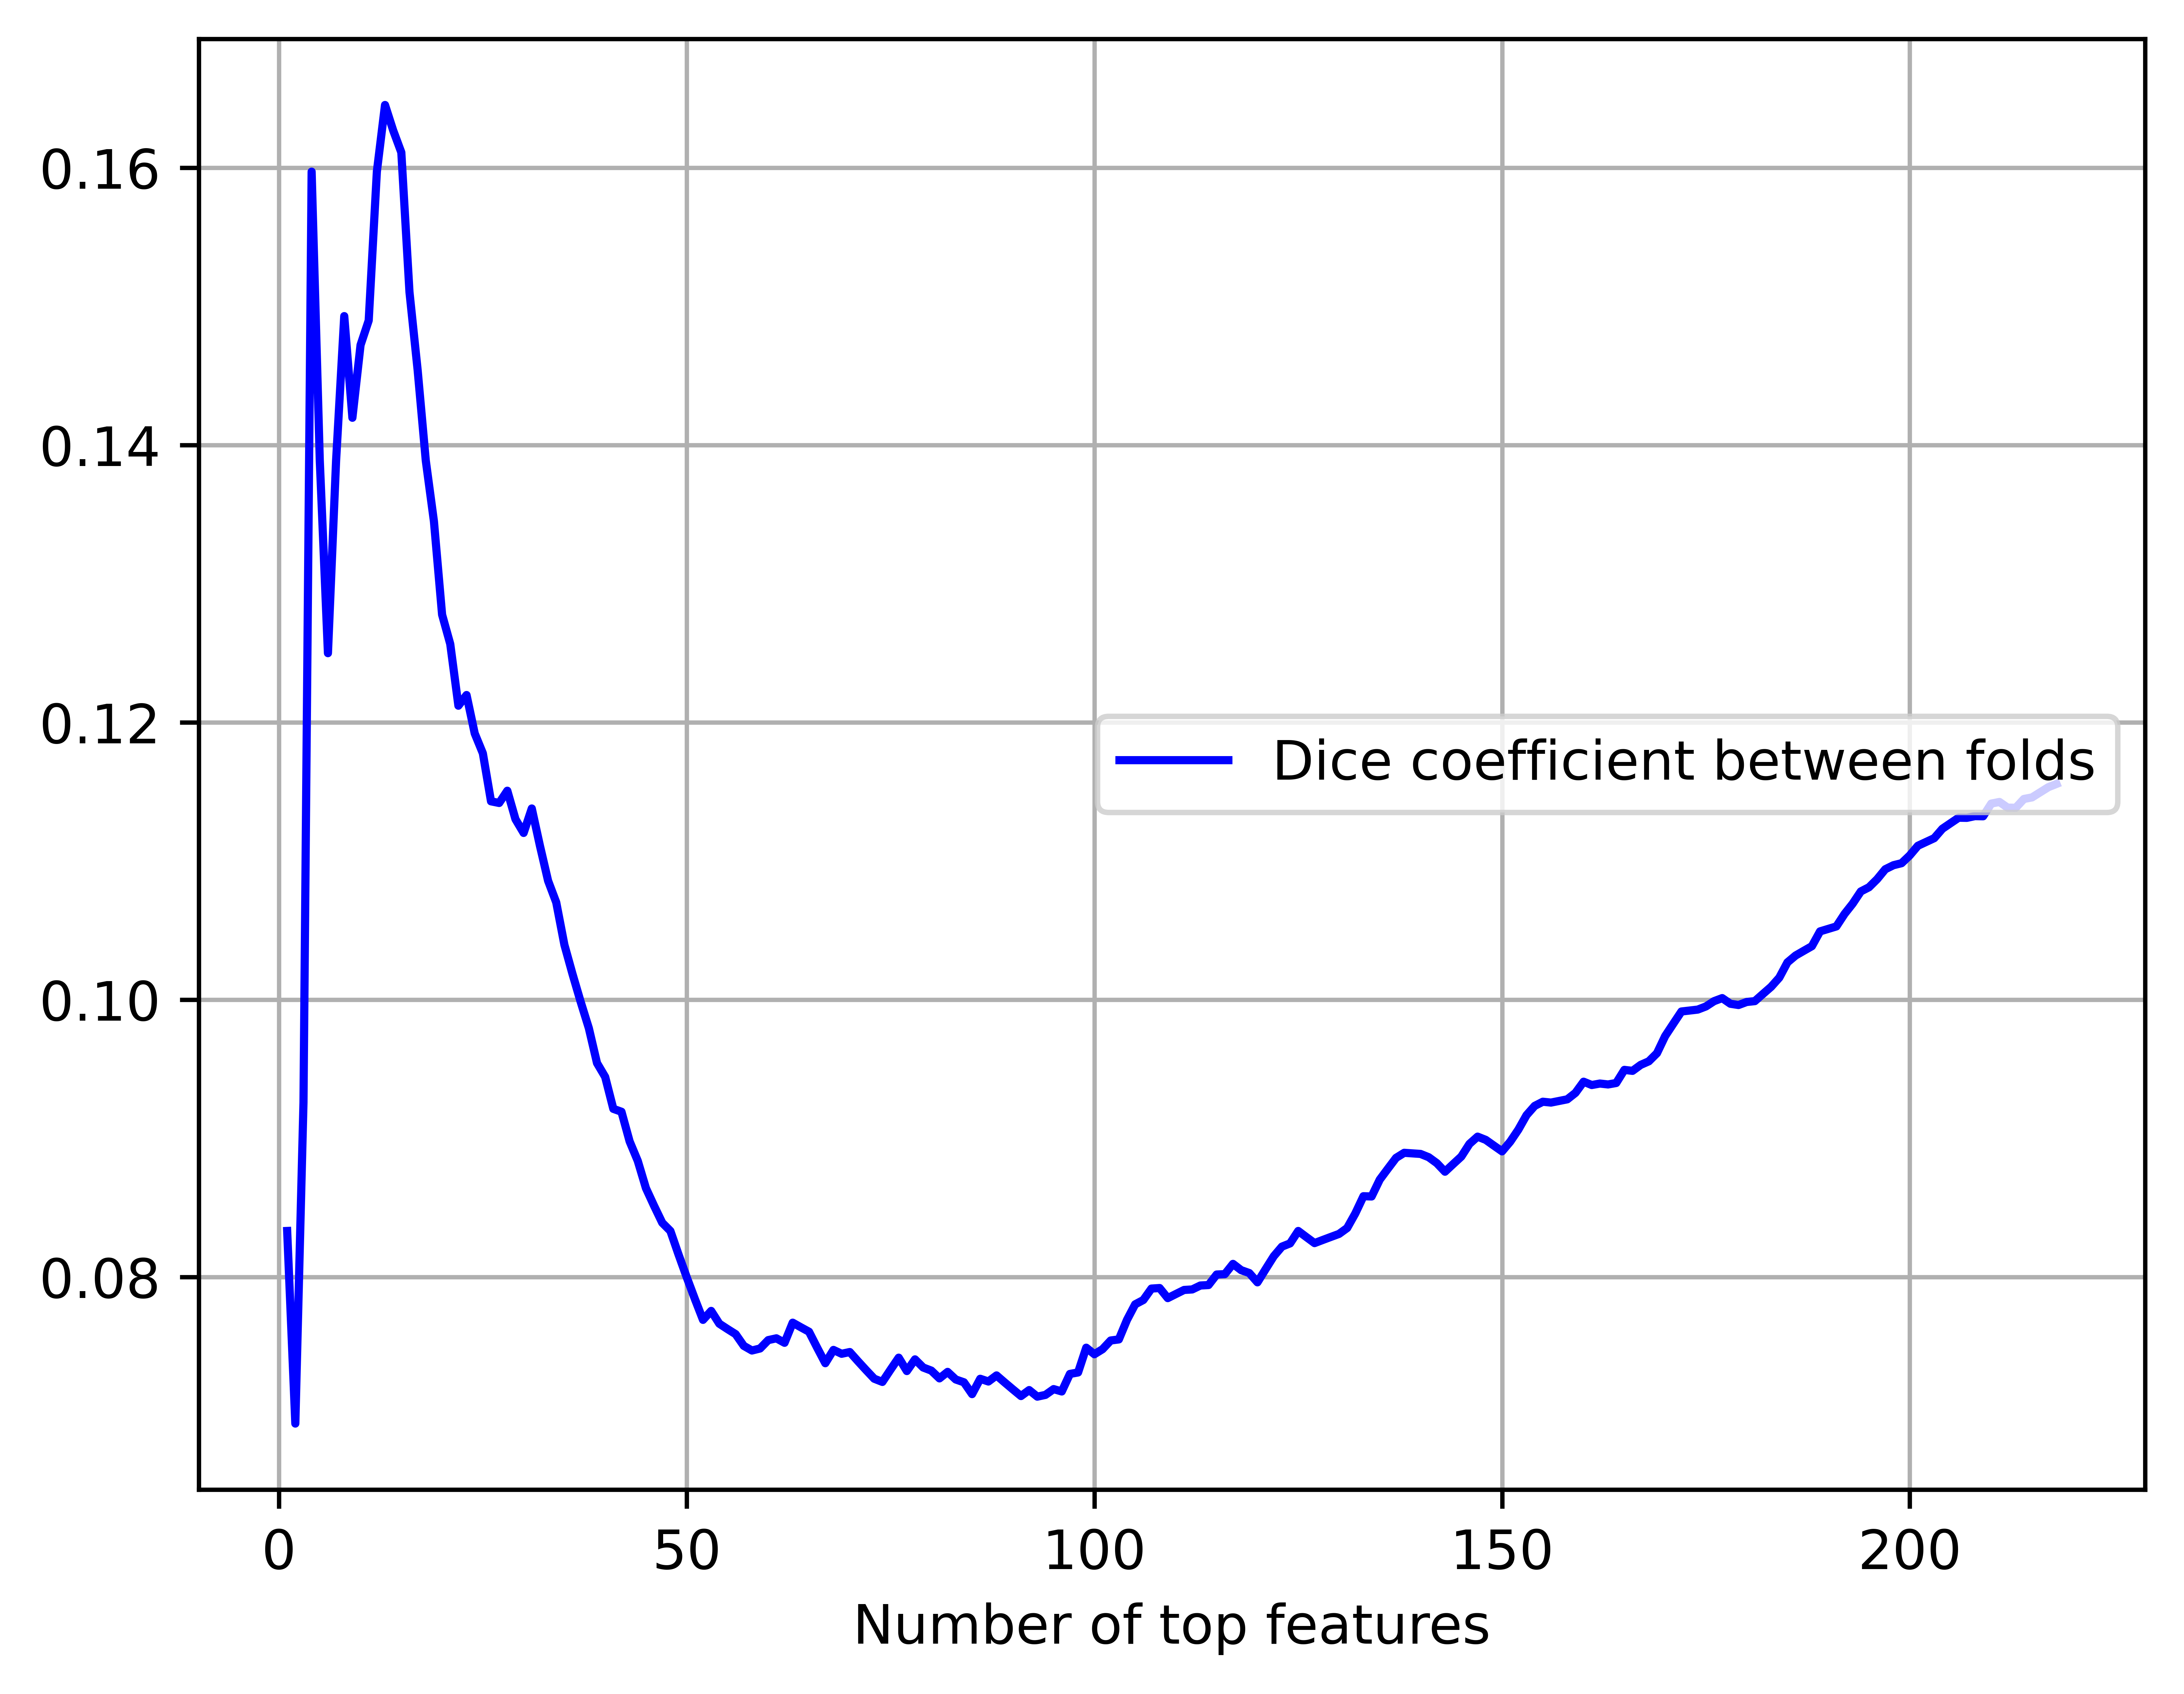 0.16
0.14
0.12
0.10
0.08
Dice coefficient between folds
0 50 100 150 200
Number of top features